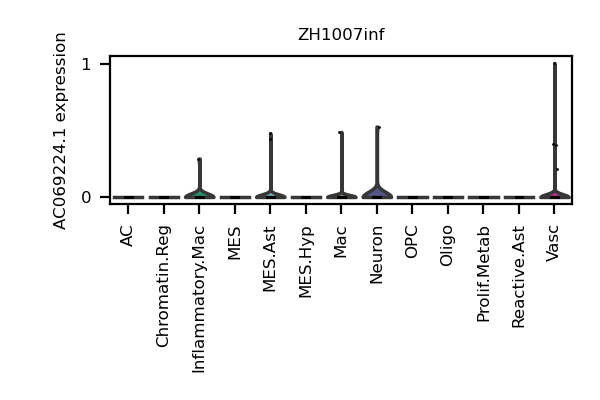 ZH1007inf
AC069224.1 expression
1
0
AC
Chromatin.Reg
Inflammatory.Mac
MES
MES.Ast
MES.Hyp
Mac
Neuron
OPC
Oligo
Prolif.Metab
Reactive.Ast
Vasc